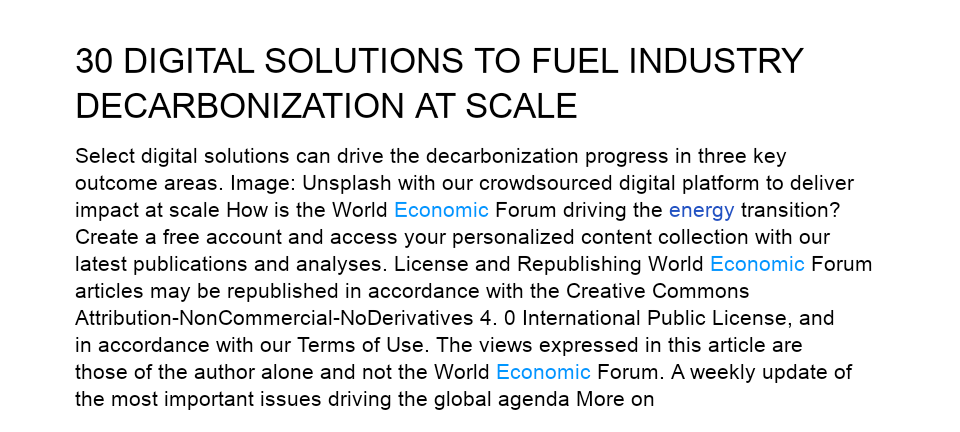 30 DIGITAL SOLUTIONS TO FUEL INDUSTRY
DECARBONIZATION AT SCALE
Select digital solutions can drive the decarbonization progress in three key
outcome areas. Image: Unsplash with our crowdsourced digital platform to deliver
impact at scale How is the World Economic Forum driving the energy transition?
Create a free account and access your personalized content collection with our
latest publications and analyses. License and Republishing World Economic Forum
articles may be republished in accordance with the Creative Commons
Attribution-NonCommercial-NoDerivatives 4. 0 International Public License, and
in accordance with our Terms of Use. The views expressed in this article are
those of the author alone and not the World Economic Forum. A weekly update of
the most important issues driving the global agenda More on